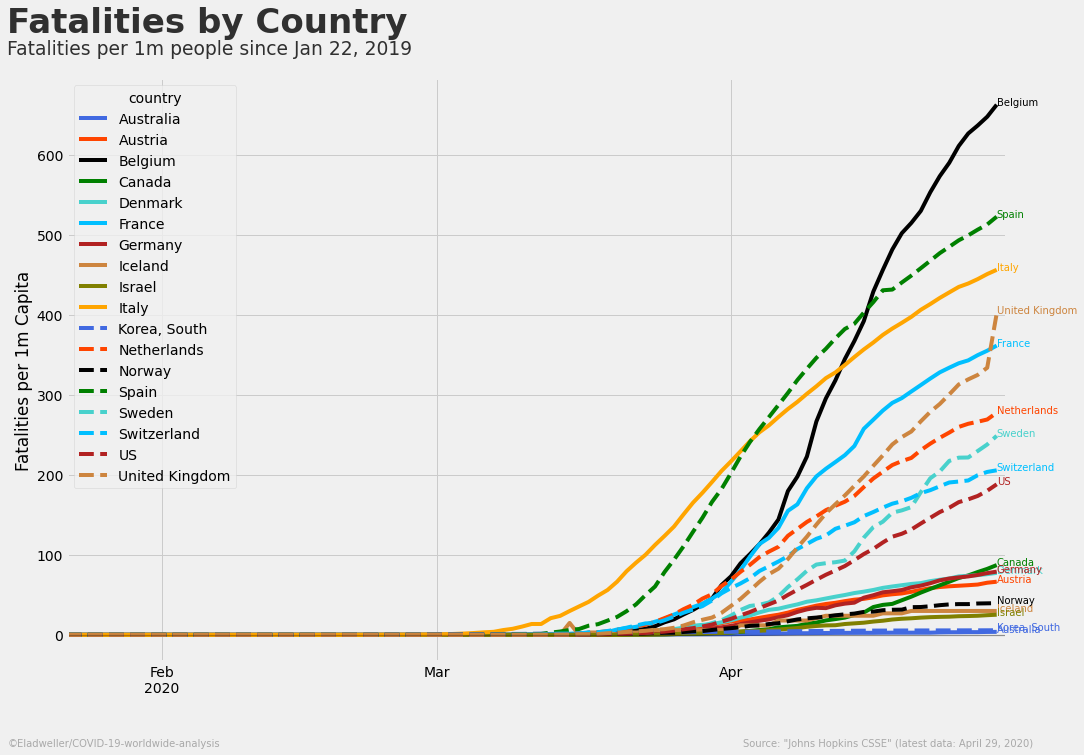 Fatalities by Country
Fatalities per 1m people since Jan 22, 2019
country
Australia
Austria
Belgium
Canada
Denmark
France
Germany
Iceland
Israel
Italy
Korea, South
Netherlands
Norway
Spain
Sweden
Switzerland
US
United Kingdom
Fatalities per 1m Capita
600
500
400
300
200
100
0
Belgium
Spain
Italy
United Kingdom
France
Netherlands
Sweden
Switzerland
US
Canada
Germany
Austria
Norway
Iceland
Israel
Korea, South
Australia
Feb
2020
Mar
Apr
©Eladweller/COVID-19-worldwide-analysis
Source: "Johns Hopkins CSSE" (latest data: April 29, 2020)